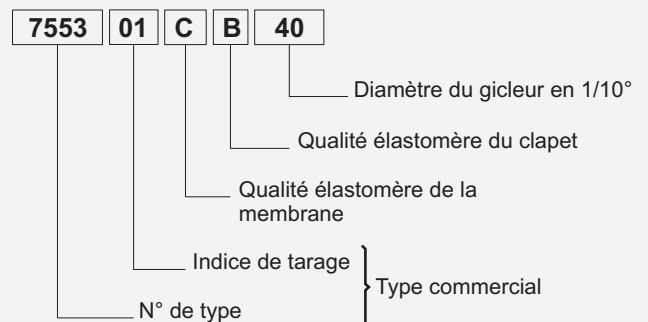 7553 01 C B 40
Diamètre du gicleur en 1/10°
Qualité élastomère du clapet
Qualité élastomère de la
membrane
Indice de tarage
Type commercial
N° de type